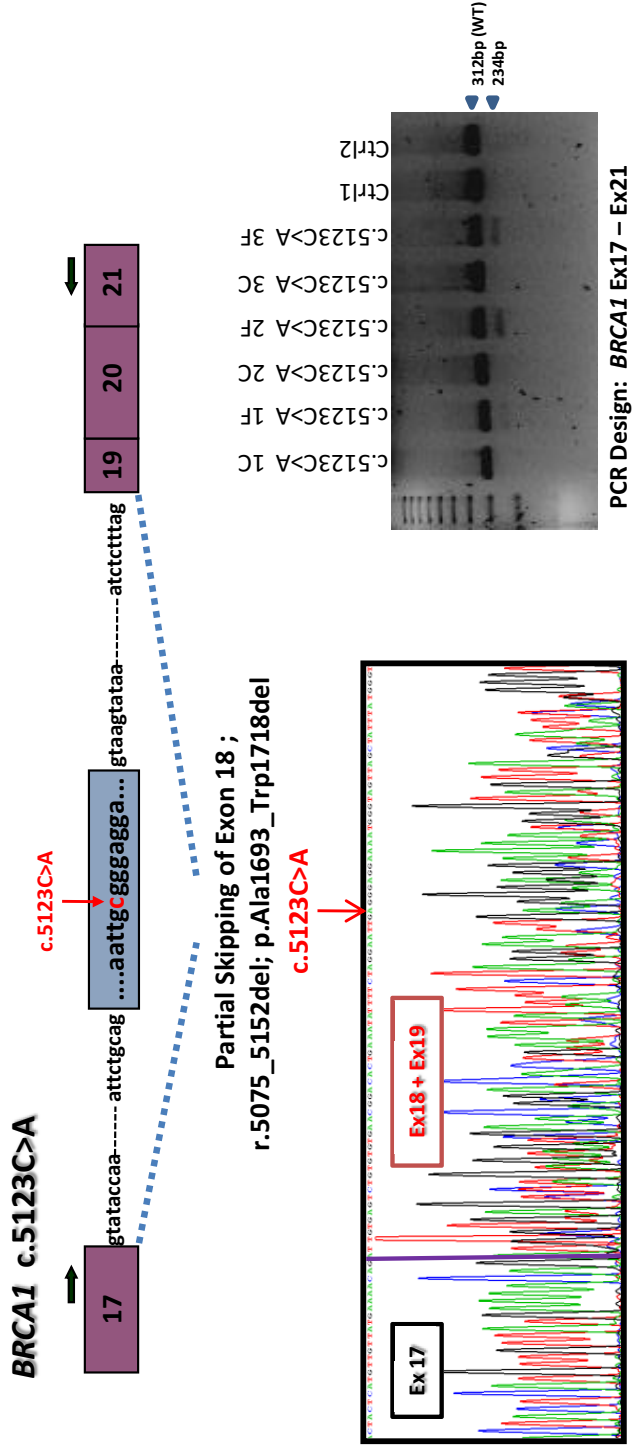 BRCA1 c.5123C>A
c.5123C>A
17
gtataccaa------ attctgcag
....aattgcgggagga...
gtaagtataa---------atctctttag
19
20
21
Partial Skipping of Exon 18 ;
r.5075_5152del; p.Ala1693_Trp1718del
c.5123C>A
Ex 17
Ex18 + Ex19
c.5123C>A 1C
c.5123C>A 1F
c.5123C>A 2C
c.5123C>A 2F
c.5123C>A 3C
c.5123C>A 3F
Ctrl1
Ctrl2
312bp (WT)
234bp
PCR Design: BRCA1 Ex17 – Ex21